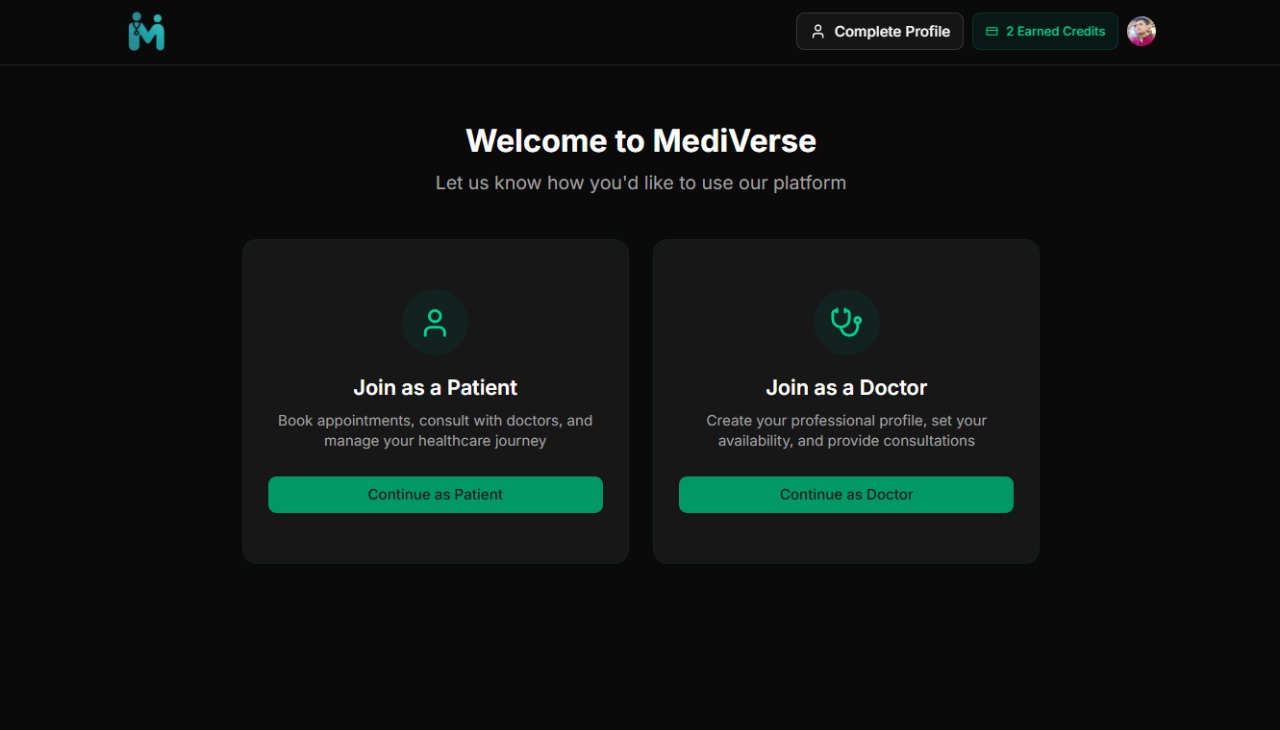 Complete Profile
2 Earned Credits
Welcome to MediVerse
Let us know how you'd like to use our platform
Join as a Patient
Book appointments, consult with doctors, and
manage your healthcare journey
Continue as Patient
Join as a Doctor
Create your professional profile, set your
availability, and provide consultations
Continue as Doctor